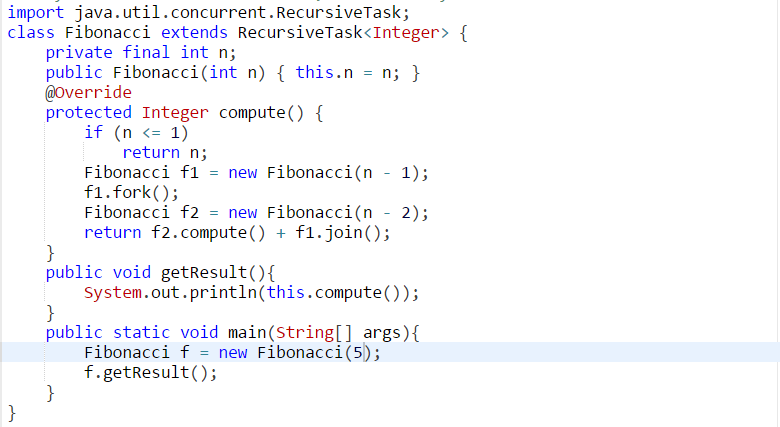 import java.util.concurrent.RecursiveTask;
class Fibonacci extends RecursiveTask<Integer> {
    private final int n;
    public Fibonacci(int n) { this.n = n; }
    @Override
    protected Integer compute() {
        if (n <= 1)
            return n;
        Fibonacci f1 = new Fibonacci(n - 1);
        f1.fork();
        Fibonacci f2 = new Fibonacci(n - 2);
        return f2.compute() + f1.join();
    }
    public void getResult(){
        System.out.println(this.compute());
    }
    public static void main(String[] args){
        Fibonacci f = new Fibonacci(5);
        f.getResult();
    }
}